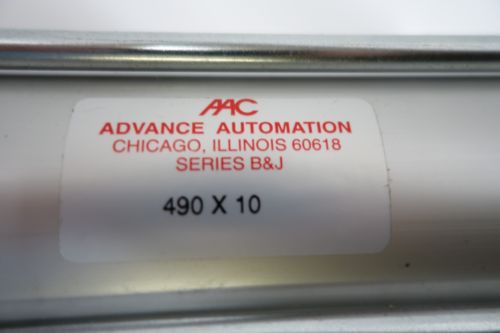 AAC
ADVANCE AUTOMATION
CHICAGO, ILLINOIS 60618
SERIES B&J
490 X 10